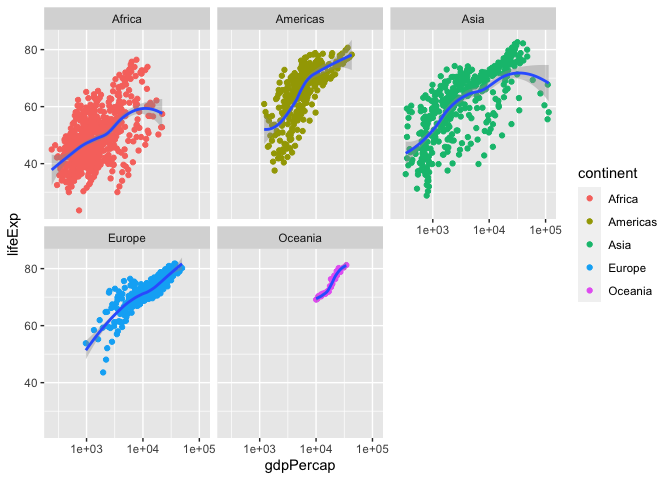 Africa
Americas
Asia
80
60
40
1e+03 1e+04 1e+05
lifeExp
continent
Africa
Americas
Asia
Europe
Oceania
Europe
Oceania
80
60
40
1e+03 1e+04 1e+05
1e+03 1e+04 1e+05
gdpPercap